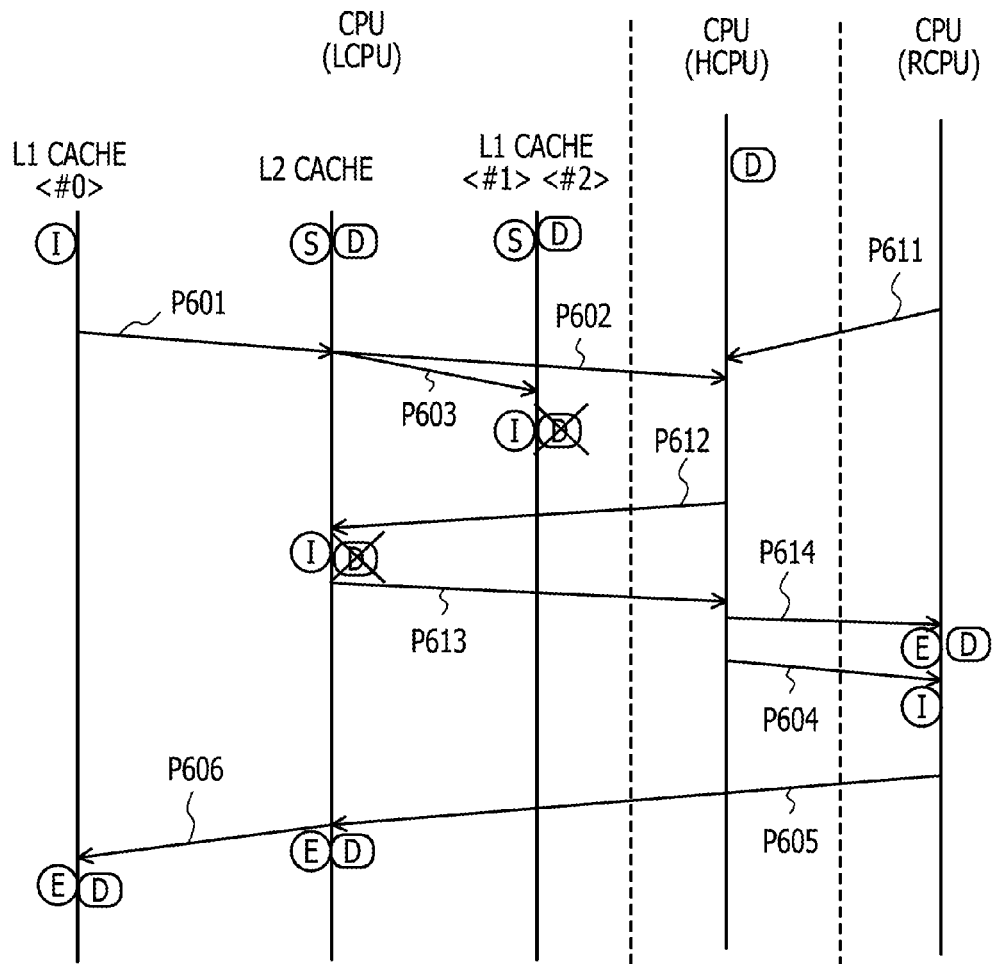 CPU
(LCPU)
CPU
(HCPU)
CPU
(RCPU)
L1 CACHE
<#0>
L2 CACHE
L1 CACHE
<#1> <#2>
D
I
S D
S D
P611
P601
P602
P603
I D
P612
I D
P614
P613
E D
P604
I
P606
P605
E D
E D